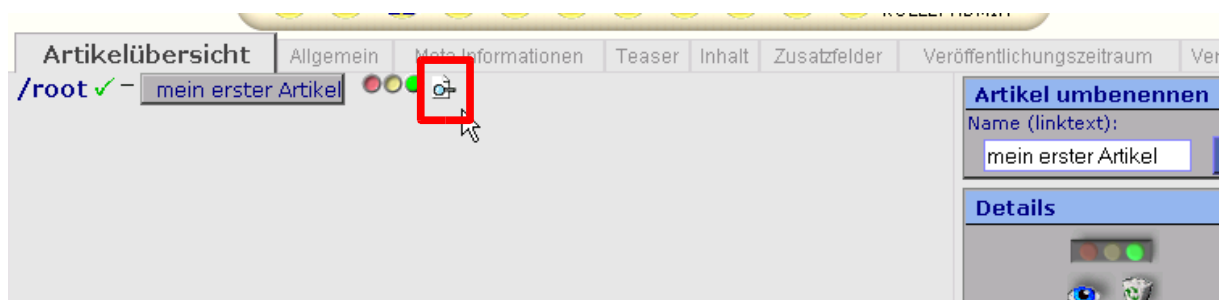 Artikelübersicht Allgemein Meta Informationen Teaser Inhalt Zusatzfelder Veröffentlichungszeitraum
/root mein erster Artikel
Artikel umbenennen
Name (linktext):
mein erster Artikel
Details